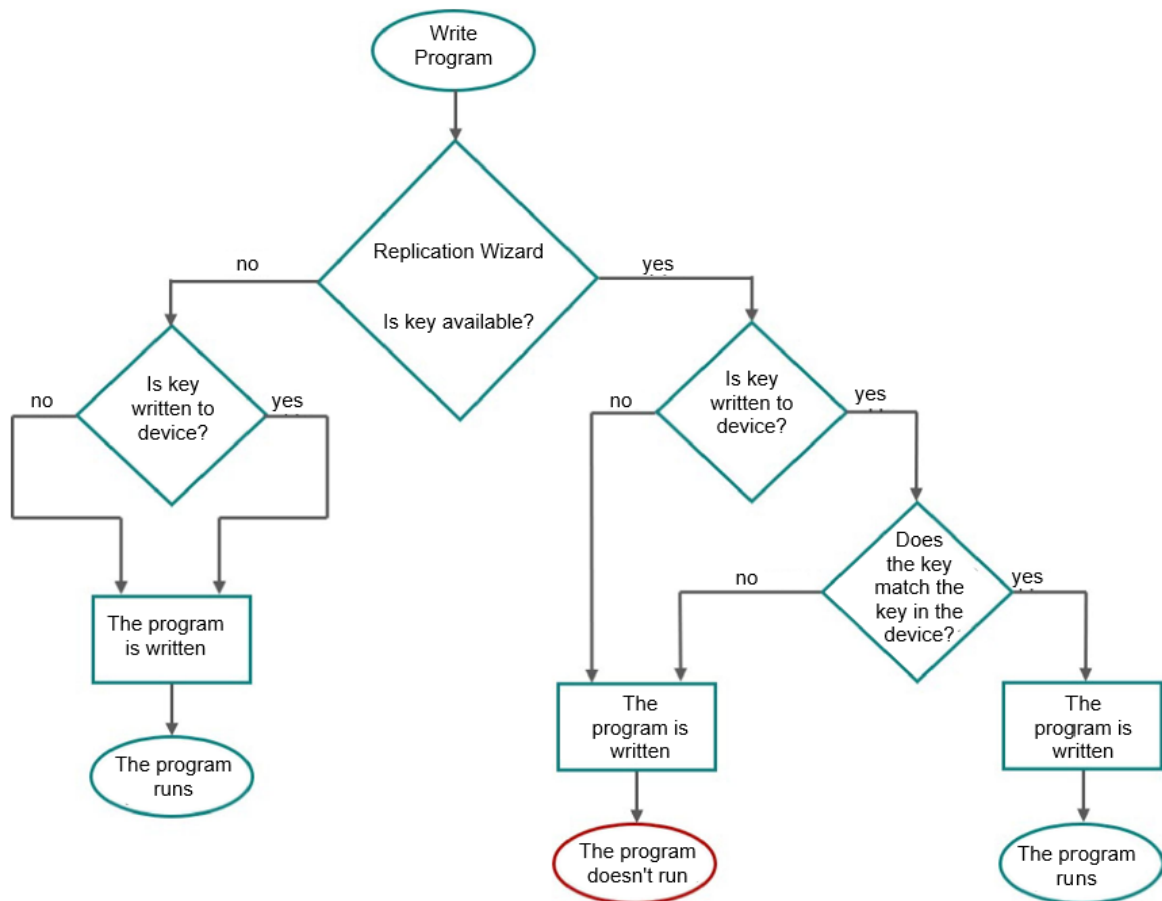 Write
Program
Replication Wizard
Is key available?
no
yes
Is key
written to
device?
no
yes
The program
is written
The program
runs
Is key
written to
device?
no
yes
Does
the key
match the
key in the
device?
no
yes
The
program is
written
The program
doesn't run
The
program is
written
The program
runs